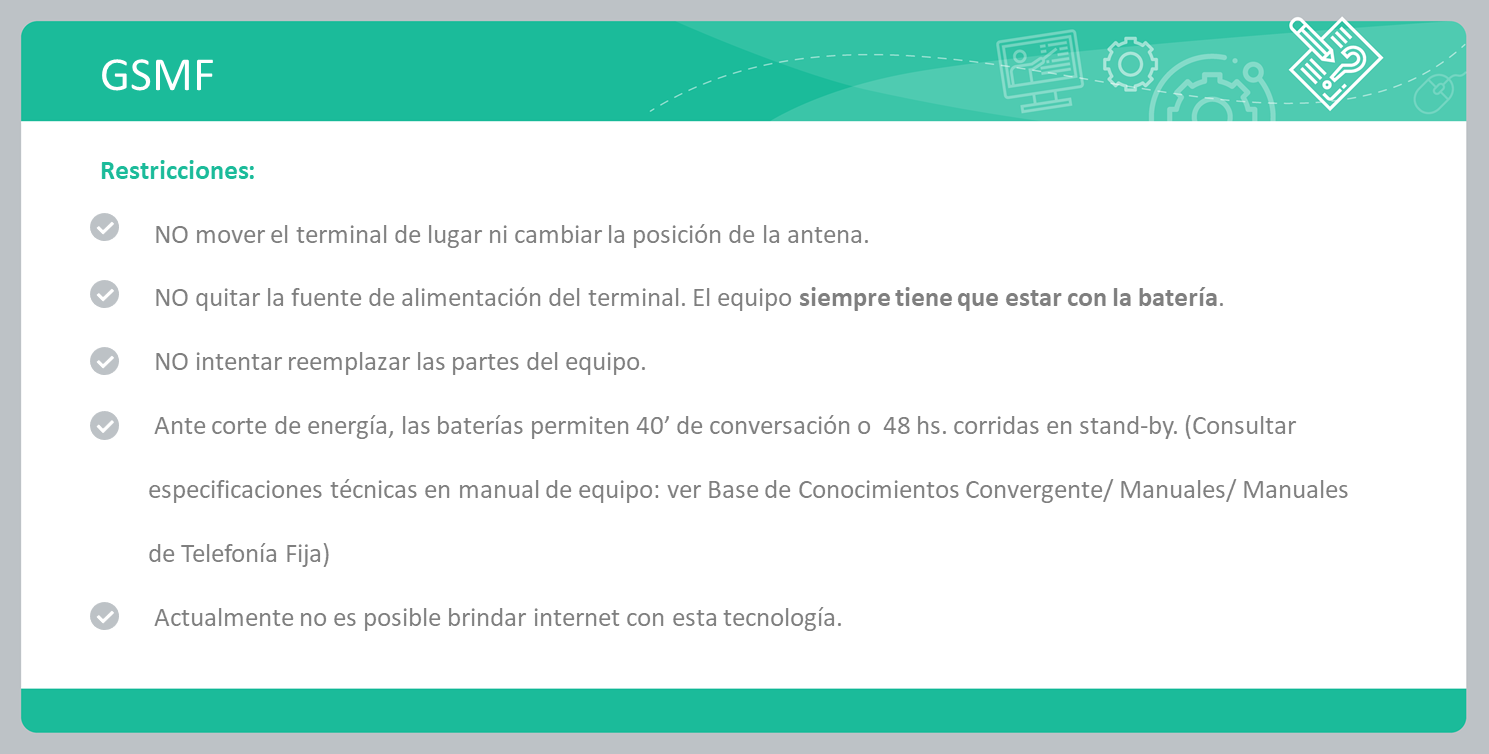 GSMF
Restricciones:
NO mover el terminal de lugar ni cambiar la posición de la antena.
NO quitar la fuente de alimentación del terminal. El equipo siempre tiene que estar con la batería.
NO intentar reemplazar las partes del equipo.
Ante corte de energía, las baterías permiten 40’ de conversación o  48 hs. corridas en stand-by. (Consultar
especificaciones técnicas en manual de equipo: ver Base de Conocimientos Convergente/ Manuales/ Manuales
de Telefonía Fija)
Actualmente no es posible brindar internet con esta tecnología.